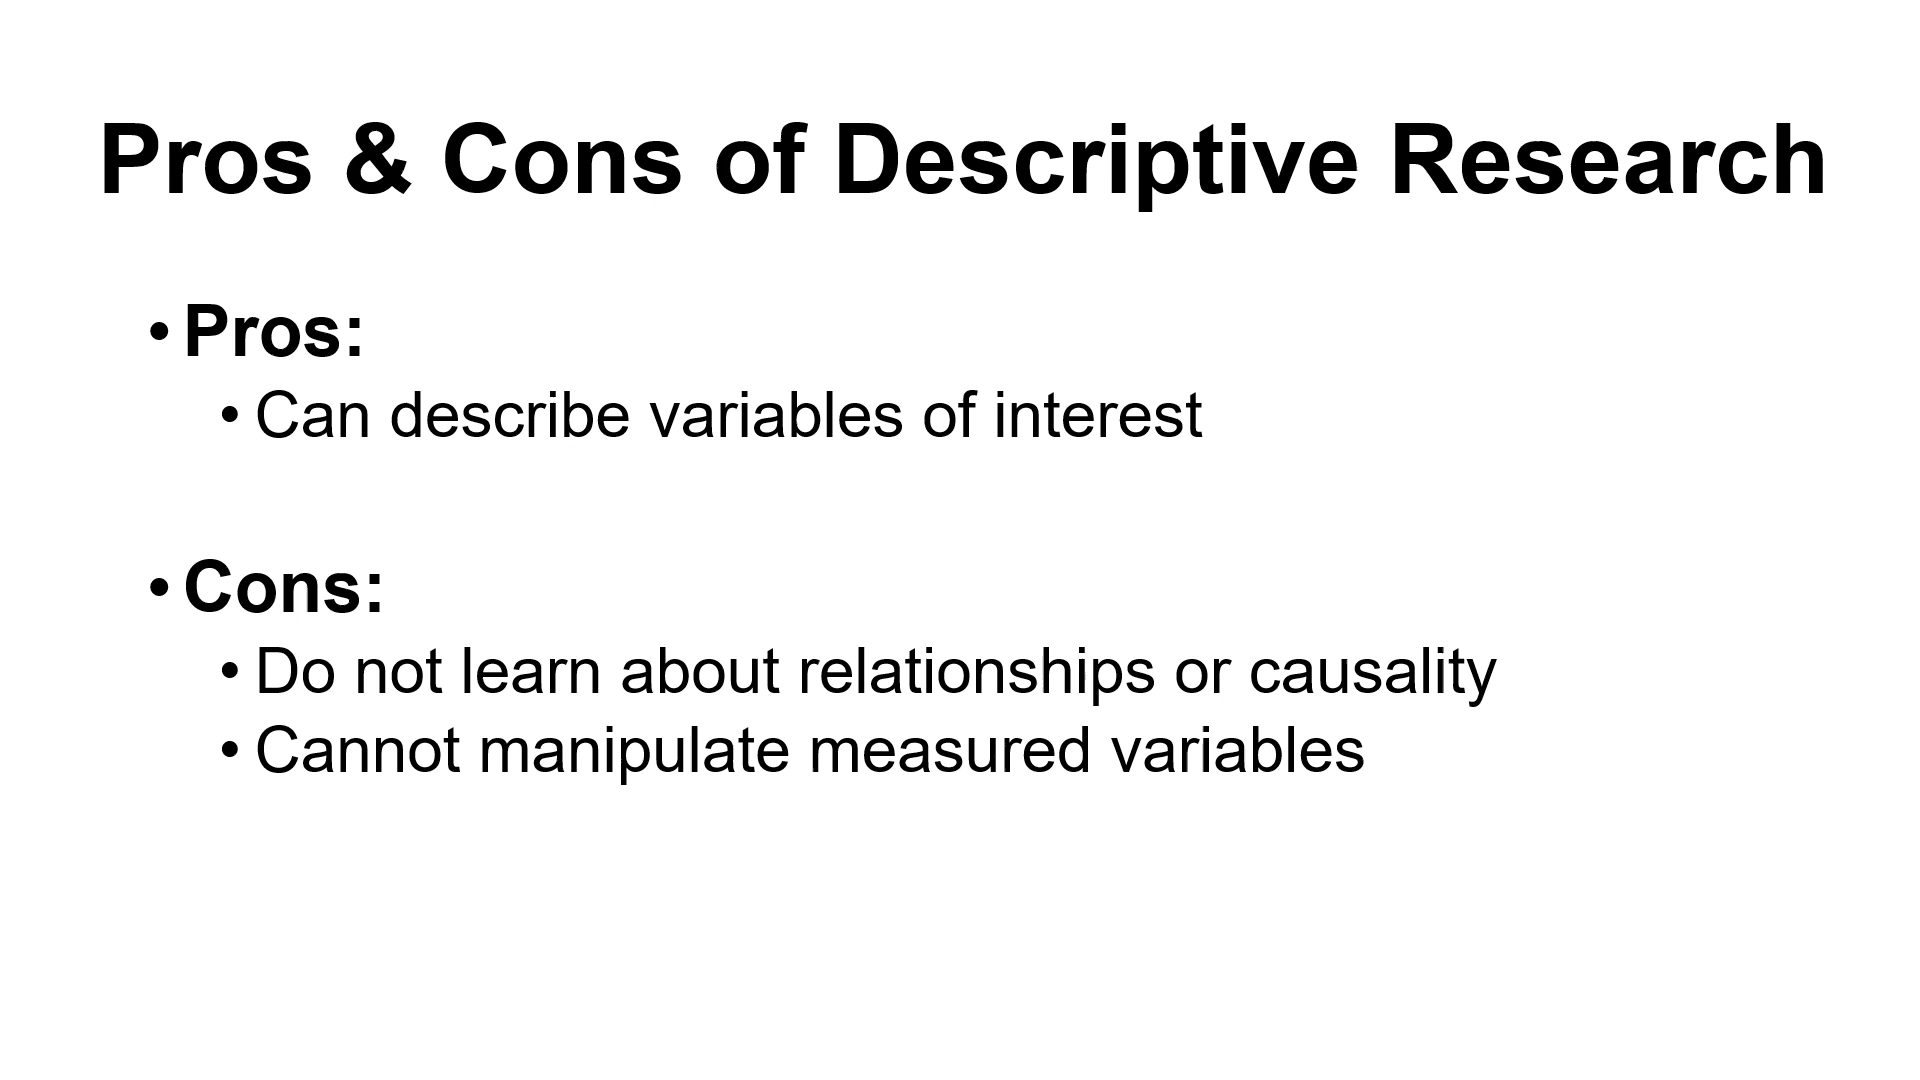 Pros & Cons of Descriptive Research
• Pros:
• Can describe variables of interest
• Cons:
• Do not learn about relationships or causality
• Cannot manipulate measured variables